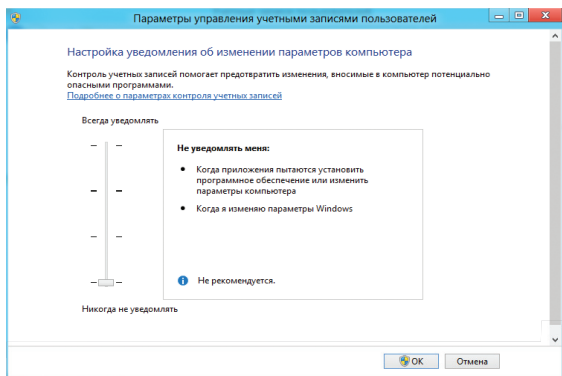 Параметры управления учетными записями пользователей
Настройка уведомления об изменении параметров компьютера
Контроль учетных записей помогает предотвратить изменения, вносимые в компьютер потенциально
опасными программами.
Подробнее о параметрах контроля учетных записей
Всегда уведомлять
Не уведомлять меня:
Когда приложения пытаются установить
программное обеспечение или изменить
параметры компьютера
Когда я изменяю параметры Windows
Не рекомендуется.
Никогда не уведомлять
OK
Отмена